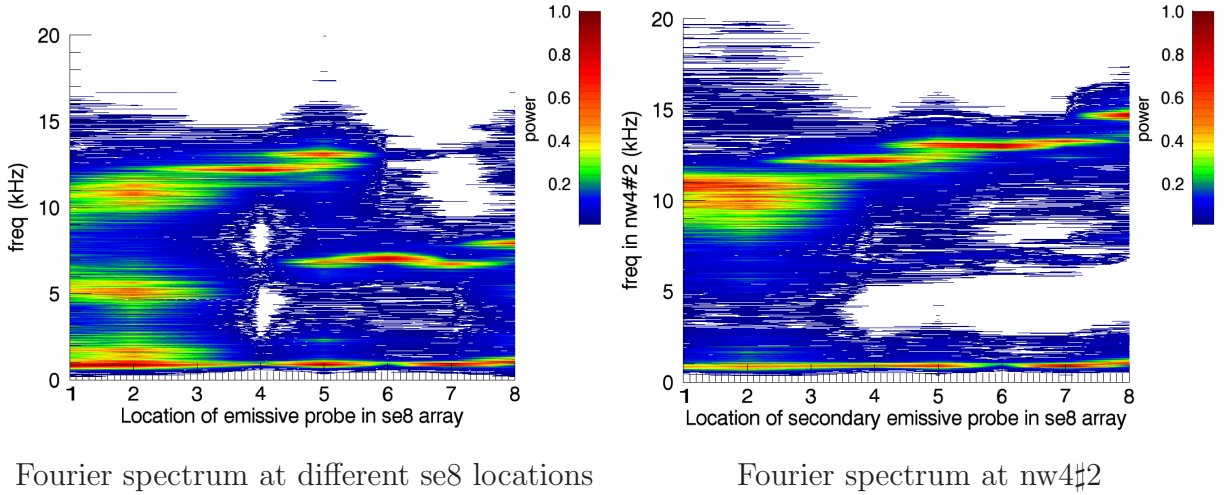 20
15
10
5
0
freq (kHz)
1 2 3 4 5 6 7 8
Location of emissive probe in se8 array
1.0
0.8
0.6
0.4
0.2
power
Fourier spectrum at different se8 locations
20
15
10
5
0
freq in nw4#2 (kHz)
1 2 3 4 5 6 7 8
Location of secondary emissive probe in se8 array
1.0
0.8
0.6
0.4
0.2
power
Fourier spectrum at nw4♯2